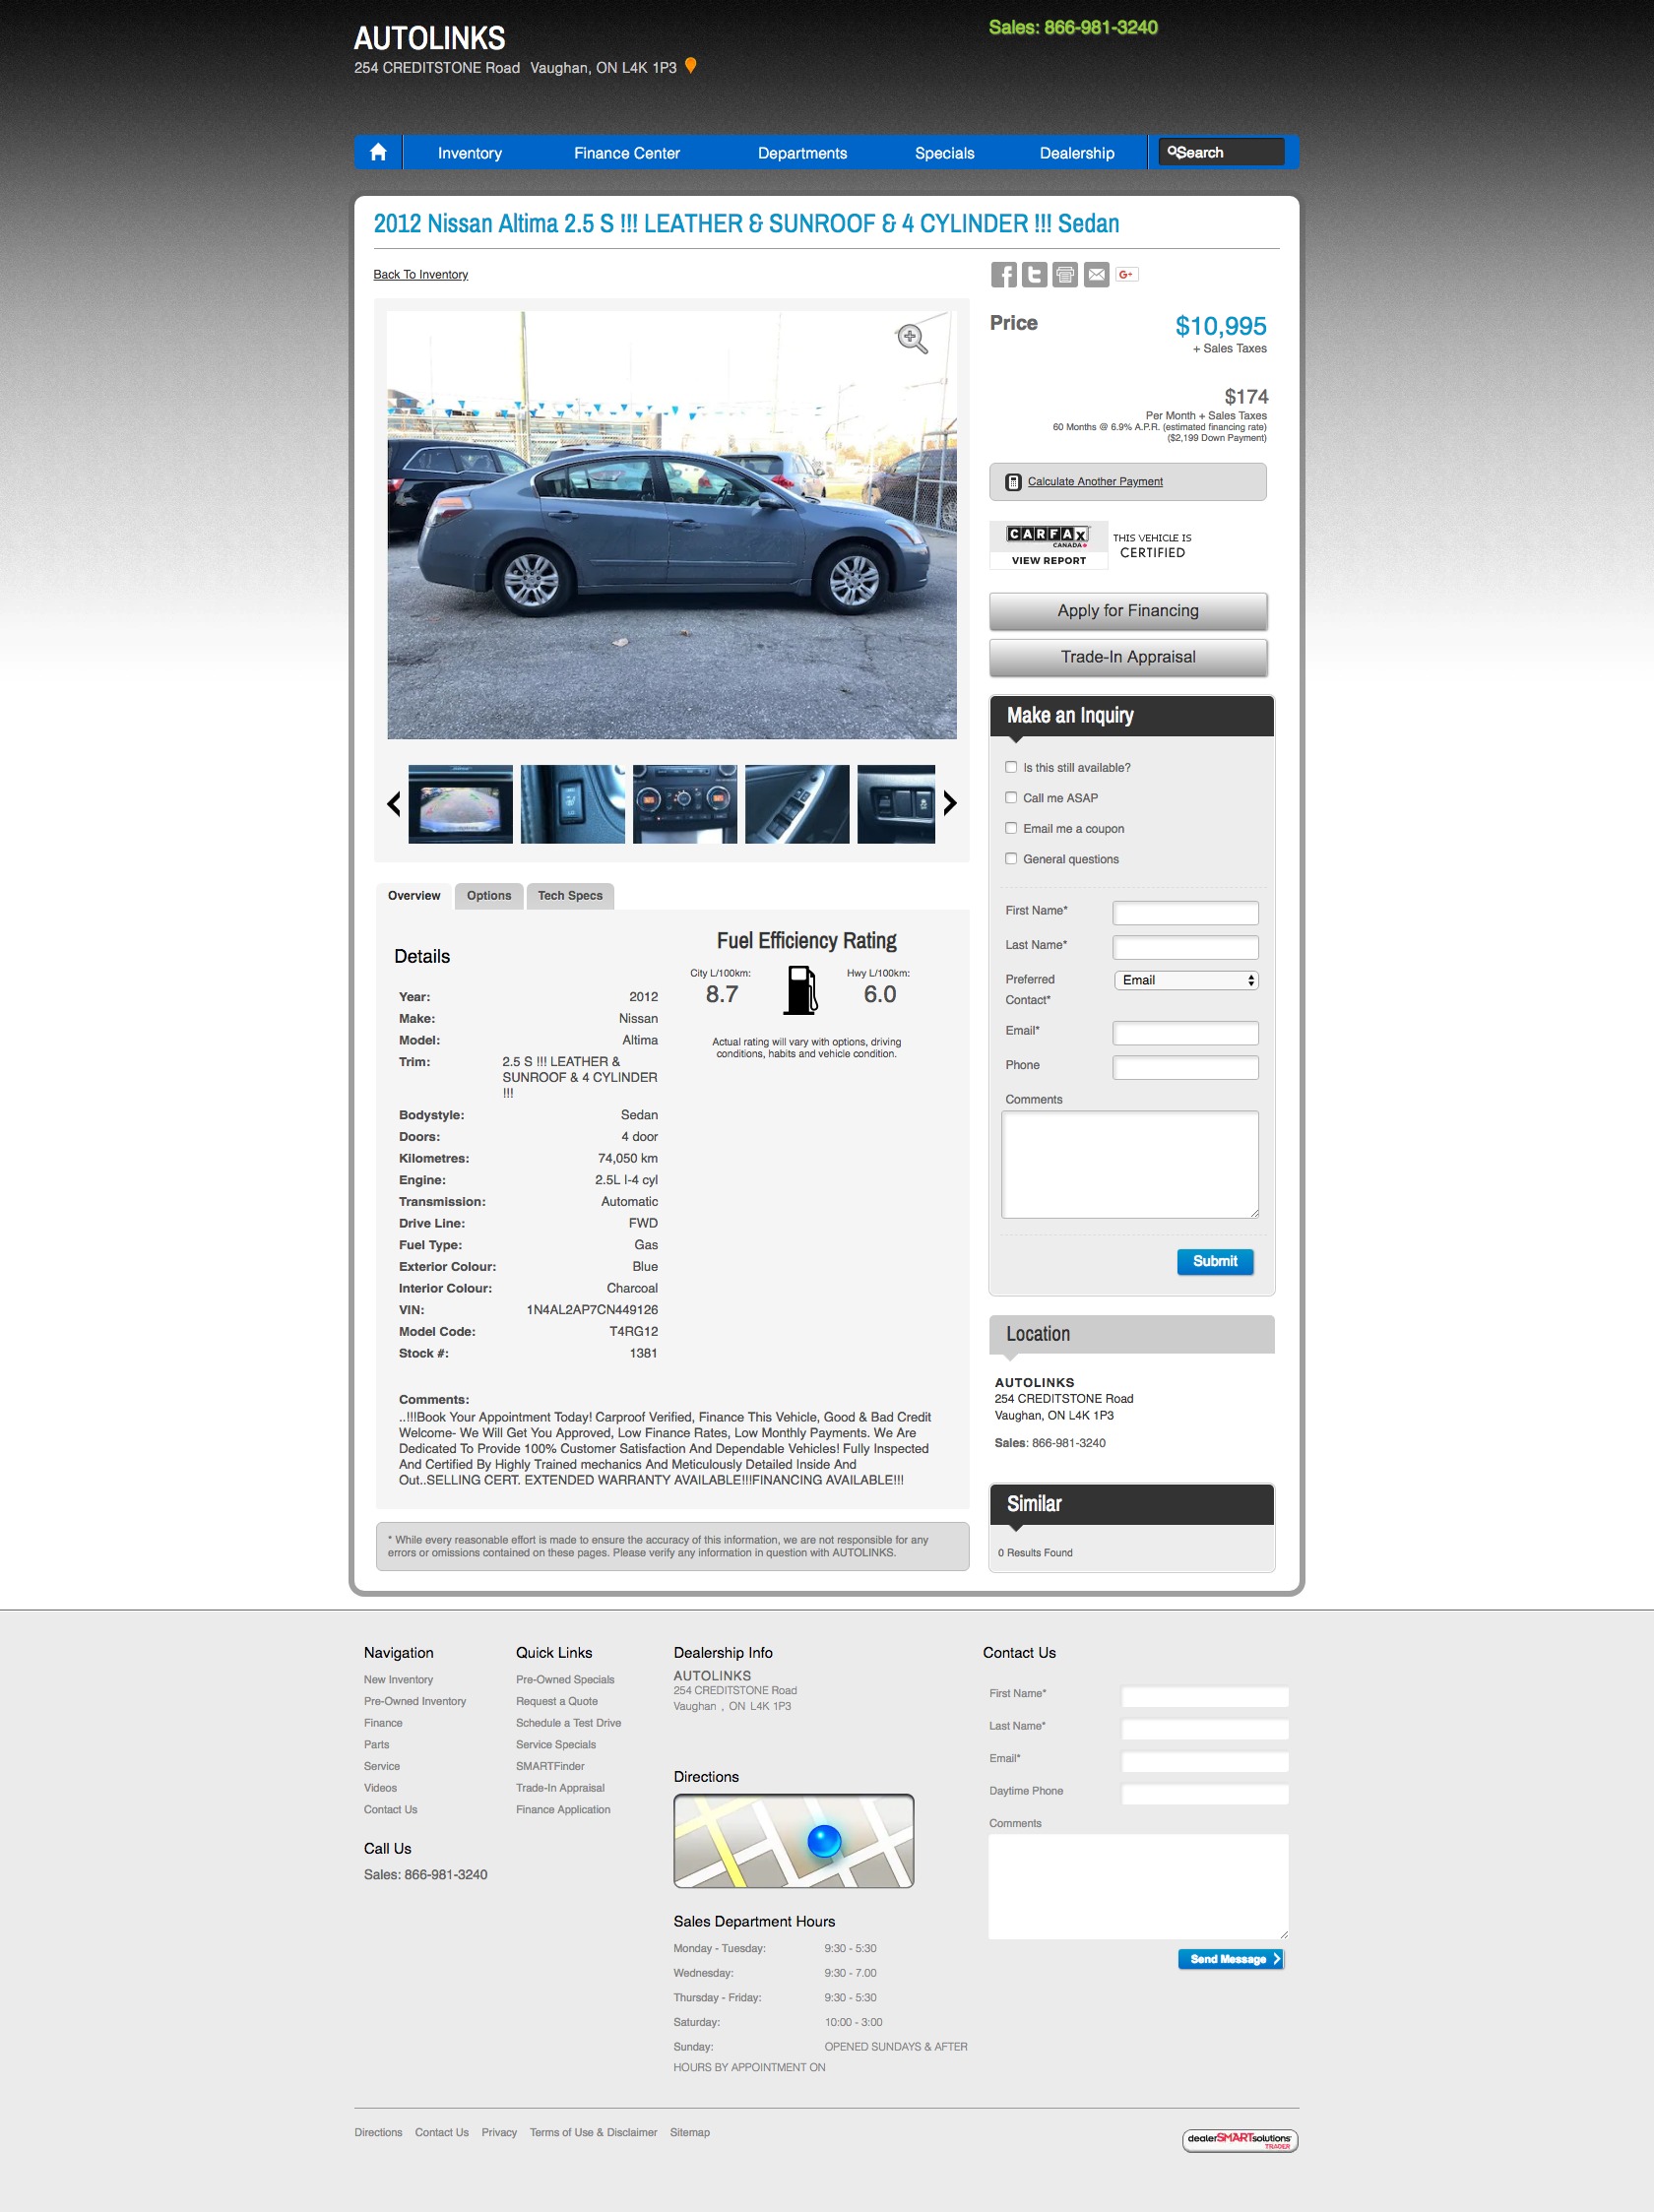 AUTOLINKS
254 CREDITSTONE Road Vaughan, ON L4K 1P3
Sales: 866-981-3240
Inventory
Finance Center
Departments
Specials
Dealership
Search
2012 Nissan Altima 2.5 S !!! LEATHER & SUNROOF & 4 CYLINDER !!! Sedan
Back To Inventory
G+
Price
$10,995
+ Sales Taxes
$174
Per Month + Sales Taxes
60 Months @ 6.9% A.P.R. (estimated financing rate)
($2,199 Down Payment)
Calculate Another Payment
CARFAX
CANADA
VIEW REPORT
THIS VEHICLE IS
CERTIFIED
Apply for Financing
Trade-In Appraisal
Make an Inquiry
Is this still available?
Call me ASAP
Email me a coupon
General questions
First Name*
Last Name*
Preferred
Contact*
Email
Email*
Phone
Comments
Submit
Overview
Options
Tech Specs
Details
Year: 2012
Make: Nissan
Model: Altima
Trim: 2.5 S !!! LEATHER &
SUNROOF & 4 CYLINDER
!!!
Bodystyle: Sedan
Doors: 4 door
Kilometres: 74,050 km
Engine: 2.5L I-4 cyl
Transmission: Automatic
Drive Line: FWD
Fuel Type: Gas
Exterior Colour: Blue
Interior Colour: Charcoal
VIN: 1N4AL2AP7CN449126
Model Code: T4RG12
Stock #: 1381
Fuel Efficiency Rating
City L/100km:
8.7
Hwy L/100km:
6.0
Actual rating will vary with options, driving
conditions, habits and vehicle condition.
Comments:
..!!!Book Your Appointment Today! Carproof Verified, Finance This Vehicle, Good & Bad Credit
Welcome- We Will Get You Approved, Low Finance Rates, Low Monthly Payments. We Are
Dedicated To Provide 100% Customer Satisfaction And Dependable Vehicles! Fully Inspected
And Certified By Highly Trained mechanics And Meticulously Detailed Inside And
Out..SELLING CERT. EXTENDED WARRANTY AVAILABLE!!!FINANCING AVAILABLE!!!
* While every reasonable effort is made to ensure the accuracy of this information, we are not responsible for any
errors or omissions contained on these pages. Please verify any information in question with AUTOLINKS.
Location
AUTOLINKS
254 CREDITSTONE Road
Vaughan, ON L4K 1P3
Sales: 866-981-3240
Similar
0 Results Found
Navigation
New Inventory
Pre-Owned Inventory
Finance
Parts
Service
Videos
Contact Us
Call Us
Sales: 866-981-3240
Quick Links
Pre-Owned Specials
Request a Quote
Schedule a Test Drive
Service Specials
SMARTFinder
Trade-In Appraisal
Finance Application
Dealership Info
AUTOLINKS
254 CREDITSTONE Road
Vaughan , ON L4K 1P3
Directions
Sales Department Hours
Monday - Tuesday: 9:30 - 5:30
Wednesday: 9:30 - 7.00
Thursday - Friday: 9:30 - 5:30
Saturday: 10:00 - 3:00
Sunday: OPENED SUNDAYS & AFTER
HOURS BY APPOINTMENT ON
Contact Us
First Name*
Last Name*
Email*
Daytime Phone
Comments
Send Message
Directions Contact Us Privacy Terms of Use & Disclaimer Sitemap
dealerSMARTsolutions
TRADER